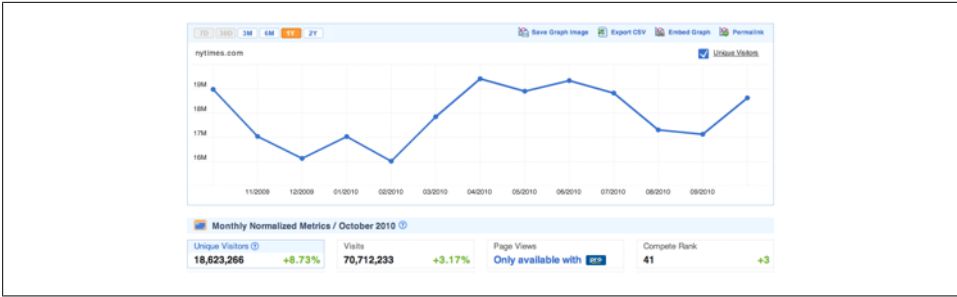 7D 30D 3M 6M 1Y 2Y Save Graph Image Export CSV Embed Graph Permalink
nytimes.com Unique Visitors
19M
18M
17M
16M
11/2009 12/2009 01/2010 02/2010 03/2010 04/2010 05/2010 06/2010 07/2010 08/2010 09/2010
Monthly Normalized Metrics / October 2010 ?
Unique Visitors ? Visits Page Views Compete Rank
18,623,266 +8.73% 70,712,233 +3.17% Only available with PRO 41 +3